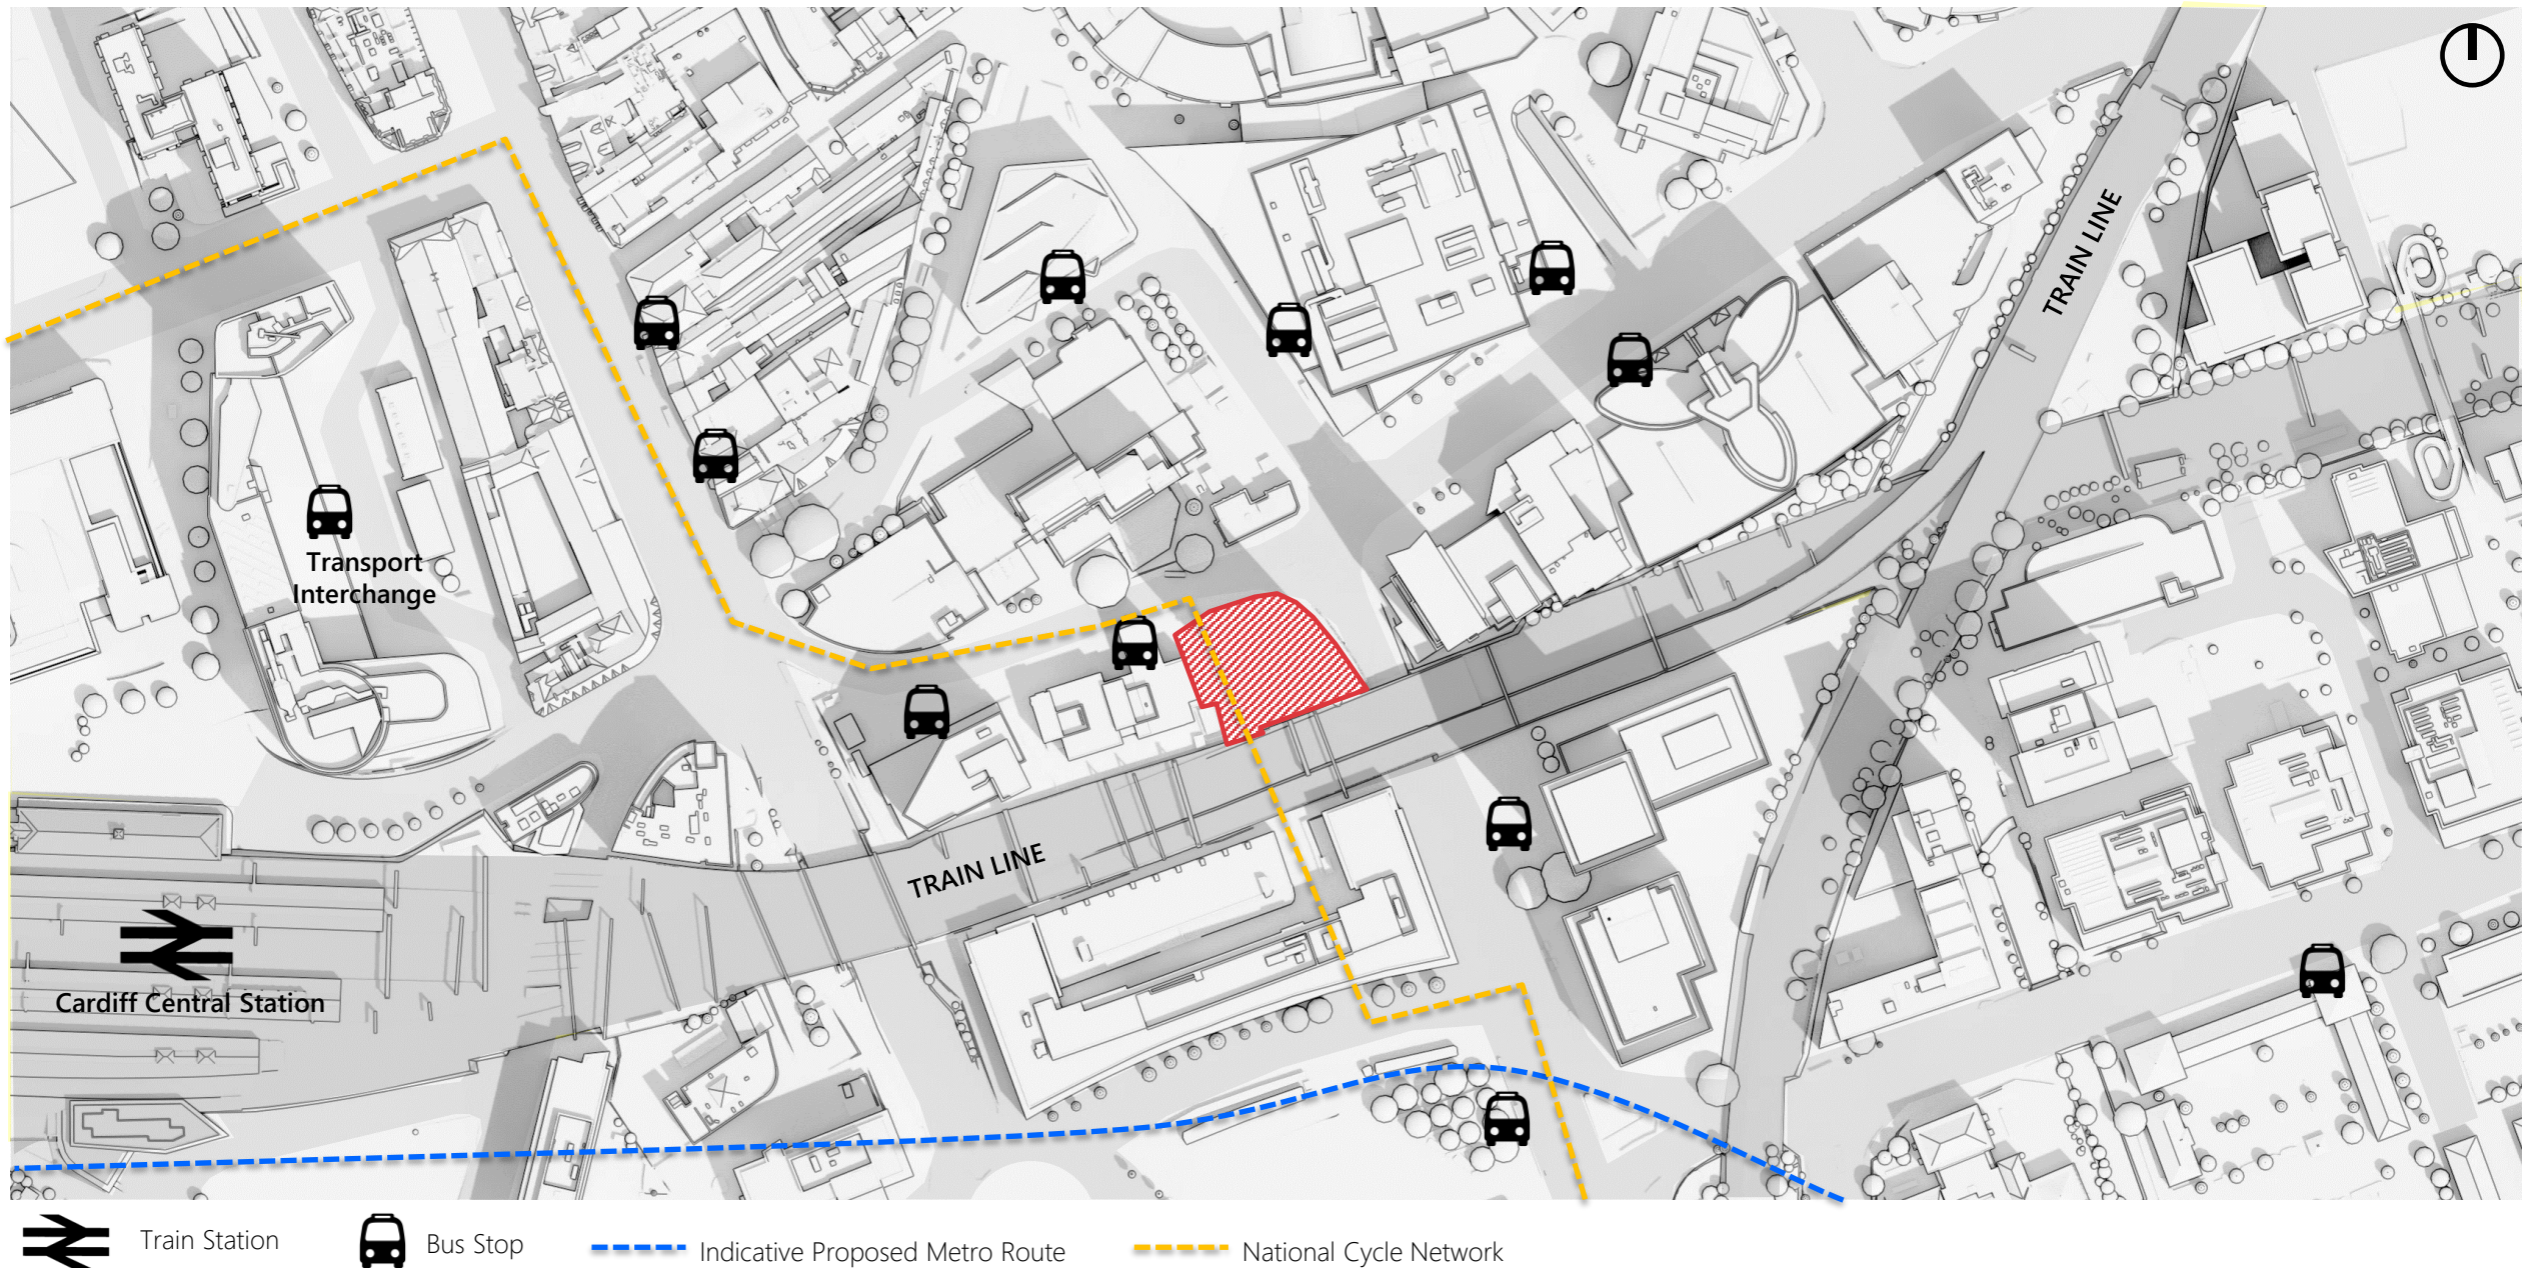 TRAIN LINE
Transport
Interchange
TRAIN LINE
Cardiff Central Station
Train Station
Bus Stop
Indicative Proposed Metro Route
National Cycle Network